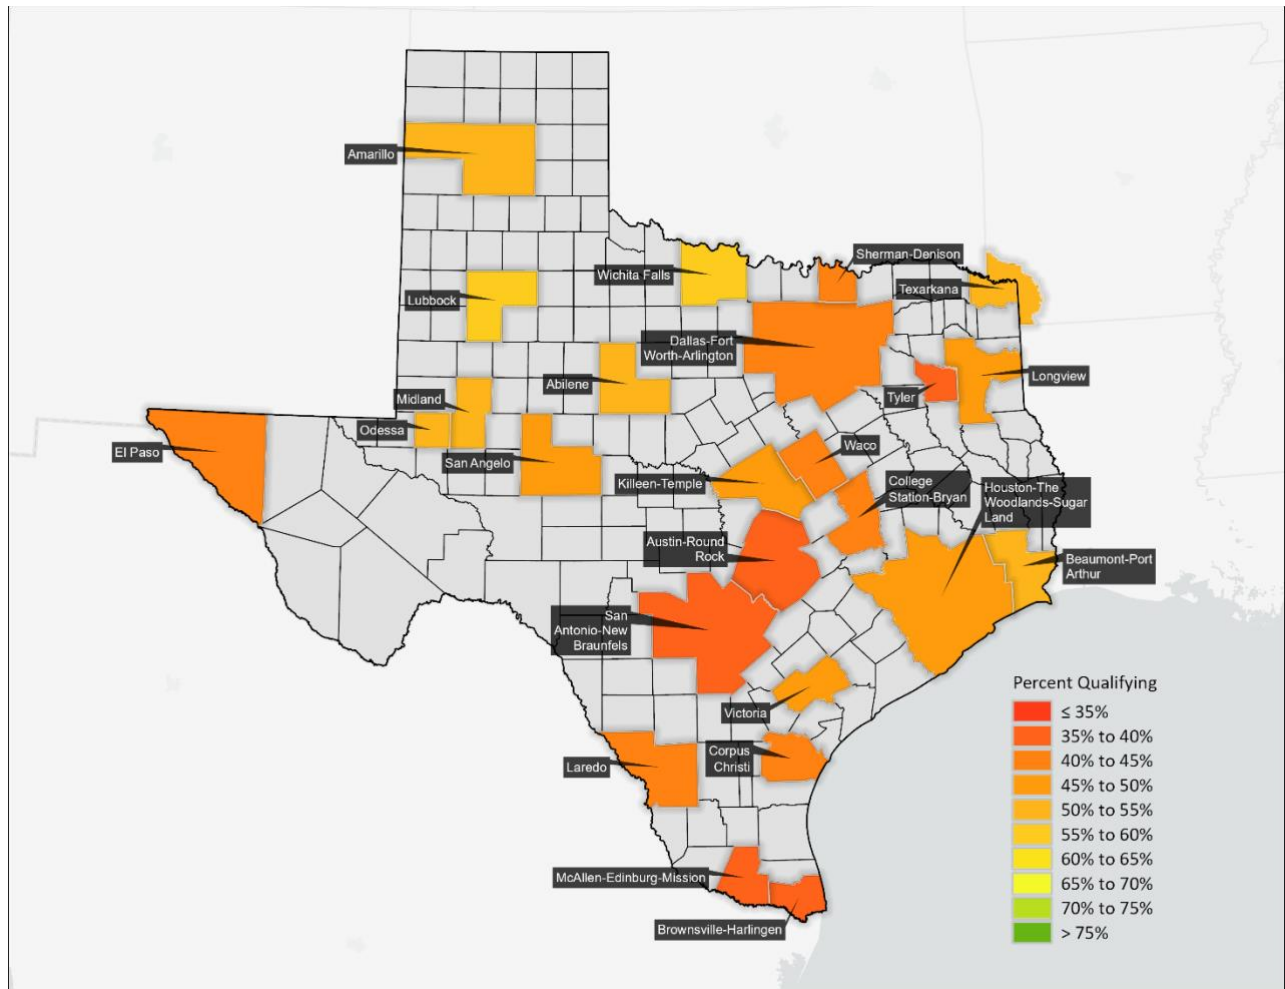 Amarillo
Sherman-Denison
Wichita Falls
Texarkana
Lubbock
Dallas-Fort
Worth-Arlington
Longview
Abilene
Midland
Tyler
Odessa
El Paso
San Angelo
Waco
Killeen-Temple
College
Station-Bryan
Houston-The
Woodlands-Sugar
Land
Austin-Round
Rock
Beaumont-Port
Arthur
San
Antonio-New
Braunfels
Victoria
Corpus
Christi
Laredo
McAllen-Edinburg-Mission
Brownsville-Harlingen
Percent Qualifying
≤ 35%
35% to 40%
40% to 45%
45% to 50%
50% to 55%
55% to 60%
60% to 65%
65% to 70%
70% to 75%
> 75%